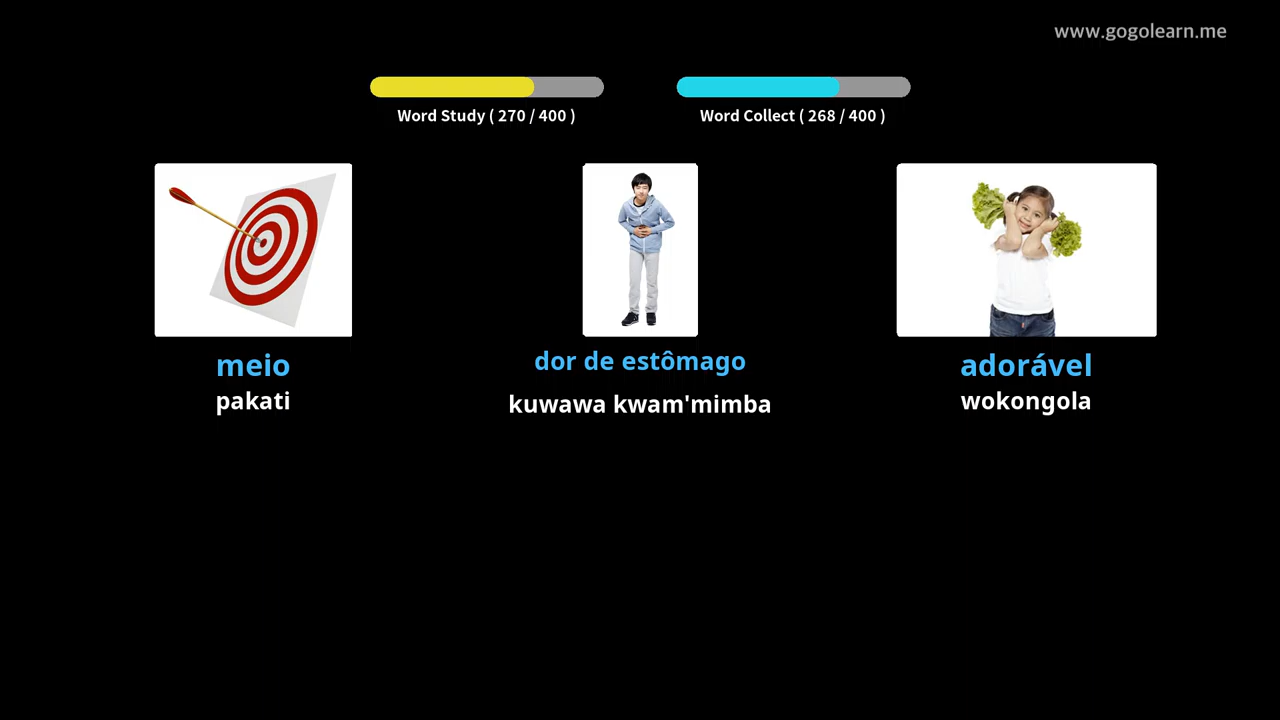 www.gogolearn.me
Word Study ( 270 / 400 )
Word Collect ( 268 / 400 )
meio
pakati
dor de estômago
kuwawa kwam'mimba
adorável
wokongola